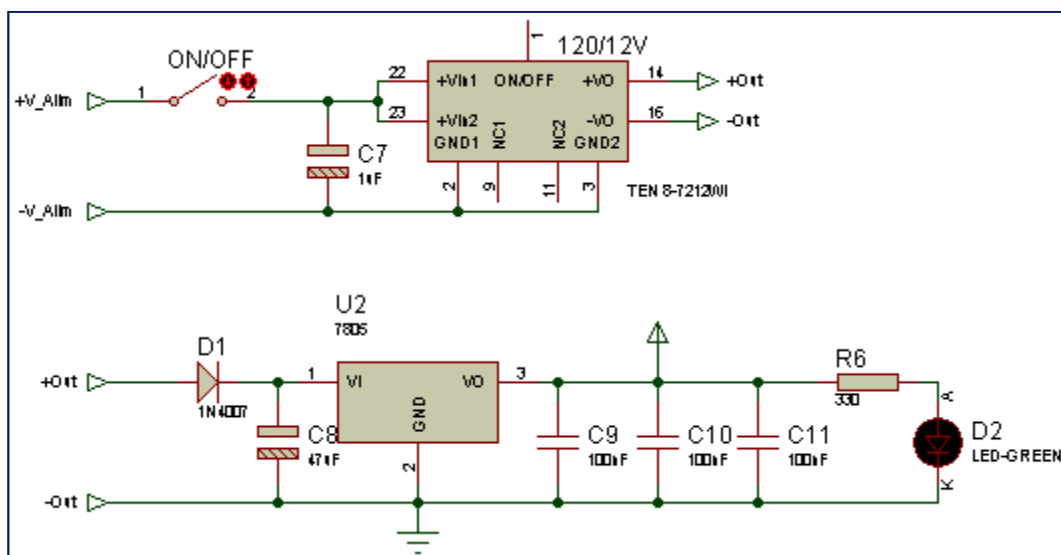 ON/OFF
120/12V
1
+V_Alim
1
2
22
+Vin1
ON/OFF
+VO
14
+Out
23
+Vin2
-VO
16
-Out
GND1
NC1
NC2
GND2
C7
1uF
2
9
11
3
TEN 8-7212WI
-V_Alim
U2
7805
D1
+Out
1N4007
1
VI
VO
3
GND
2
C8
47uF
C9
100nF
C10
100nF
C11
100nF
R6
330
A
D2
LED-GREEN
K
-Out